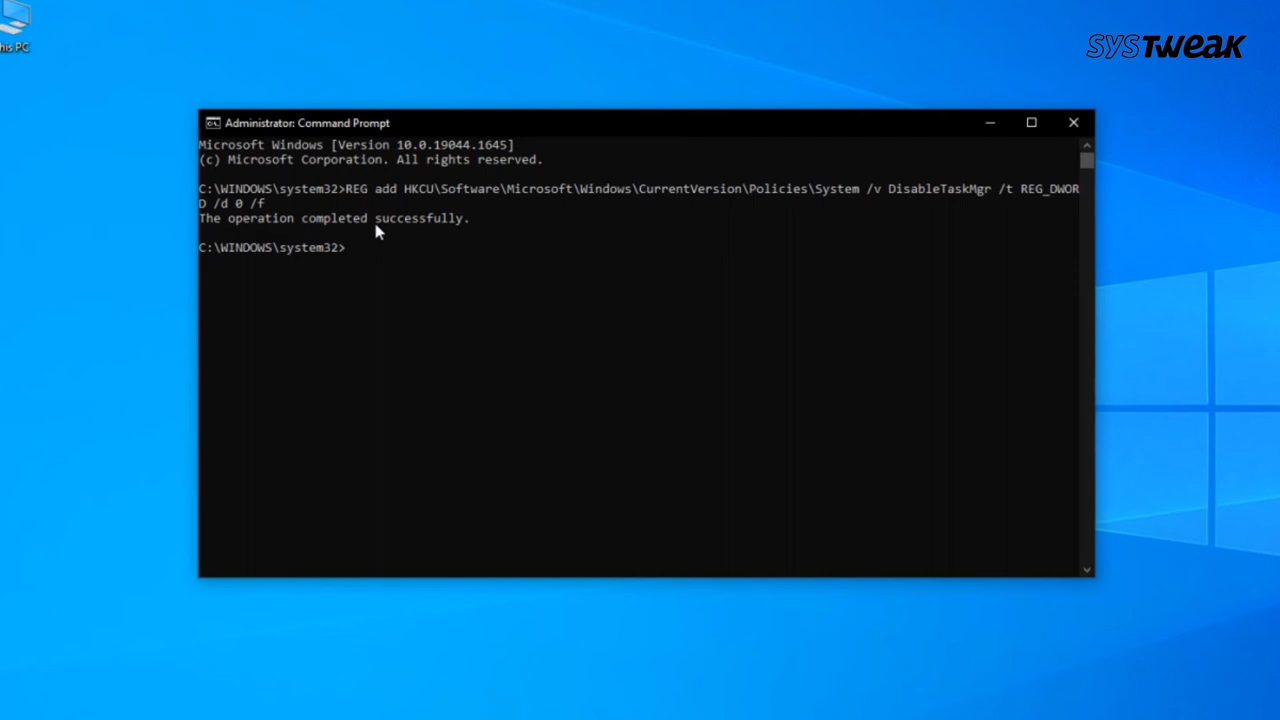 SYSTWEAK
his PC
Administrator: Command Prompt
Microsoft Windows [Version 10.0.19044.1645]
(c) Microsoft Corporation. All rights reserved.
C:\WINDOWS\system32>REG add HKCU\Software\Microsoft\Windows\CurrentVersion\Policies\System /v DisableTaskMgr /t REG_DWOR
D /d 0 /f
The operation completed successfully.
C:\WINDOWS\system32>